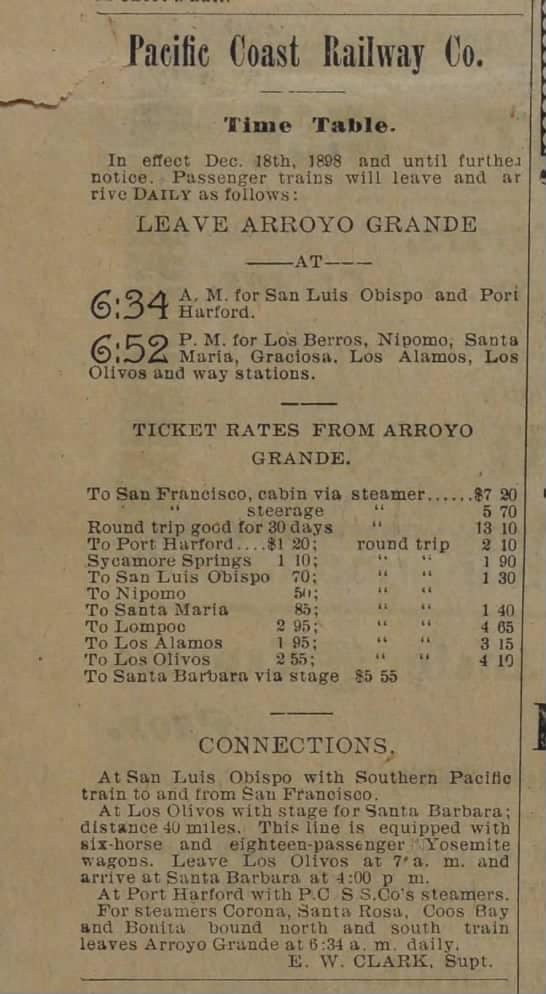 Pacific Coast Railway Co.
Time Table.
In effect Dec. 18th, 1898 and until further
notice. Passenger trains will leave and ar
rive DAILY as follows:
LEAVE ARROYO GRANDE
AT
6:34 A. M. for San Luis Obispo and Port
Harford.
6:52 P. M. for Los Berros, Nipomo, Santa
Maria, Graciosa. Los Alamos, Los
Olivos and way stations.
TICKET RATES FROM ARROYO
GRANDE.
To San Francisco, cabin via steamer......$7 20
" steerage " 5 70
Round trip good for 30 days " 13 10
To Port Harford....$1 20; round trip 2 10
Sycamore Springs 1 10; " " 1 90
To San Luis Obispo 70; " " 1 30
To Nipomo 50; " "
To Santa Maria 85; " " 1 40
To Lompoc 2 95; " " 4 65
To Los Alamos 1 95; " " 3 15
To Los Olivos 2 55; " " 4 10
To Santa Barbara via stage $5 55
CONNECTIONS.
At San Luis Obispo with Southern Pacific
train to and from San Francisco.
At Los Olivos with stage for Santa Barbara;
distance 40 miles. This line is equipped with
six-horse and eighteen-passenger Yosemite
wagons. Leave Los Olivos at 7 a. m. and
arrive at Santa Barbara at 4:00 p m.
At Port Harford with P.C S S.Co's steamers.
For steamers Corona, Santa Rosa, Coos Bay
and Bonita bound north and south train
leaves Arroyo Grande at 6:34 a. m. daily.
E. W. CLARK, Supt.